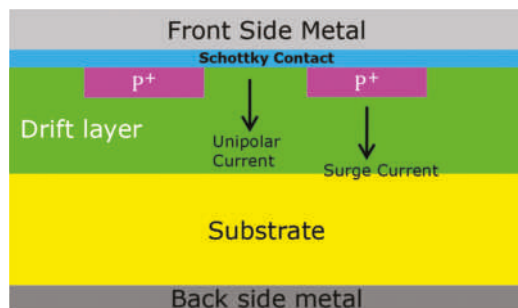 Front Side Metal
Schottky Contact
P+ P+
Drift layer
Unipolar
Current
Surge Current
Substrate
Back side metal